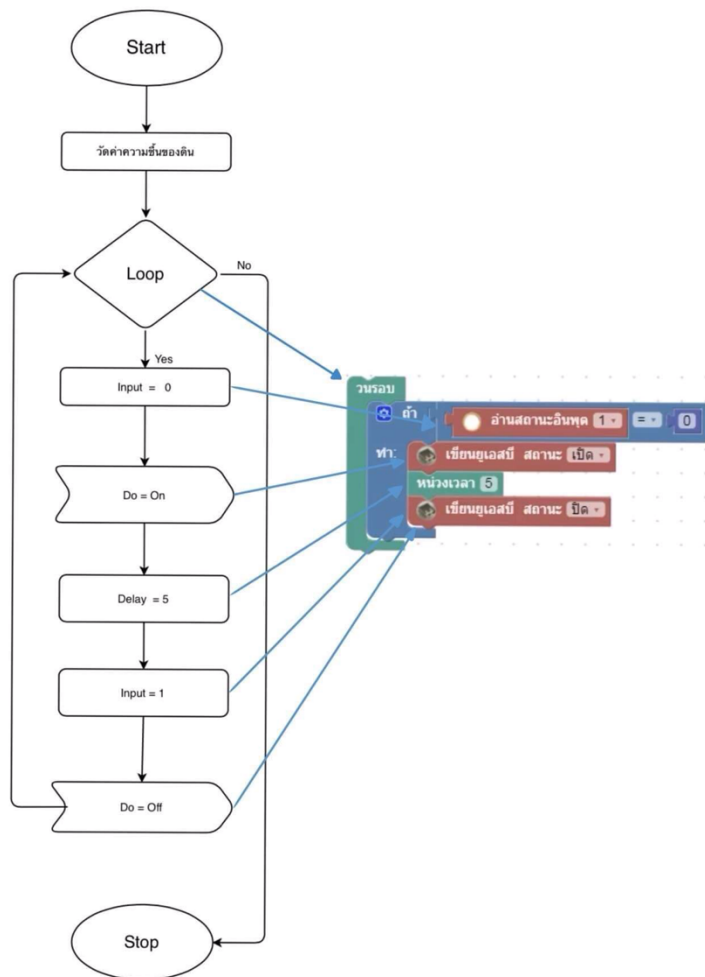 Start
วัดค่าความชื้นของดิน
Loop
No
Yes
Input = 0
Do = On
Delay = 5
Input = 1
Do = Off
Stop
วนรอบ
ถ้า อ่านสถานะอินพุต 1 = 0
ทำ: เขียนยูเอสบี สถานะ เปิด
หน่วงเวลา 5
เขียนยูเอสบี สถานะ ปิด